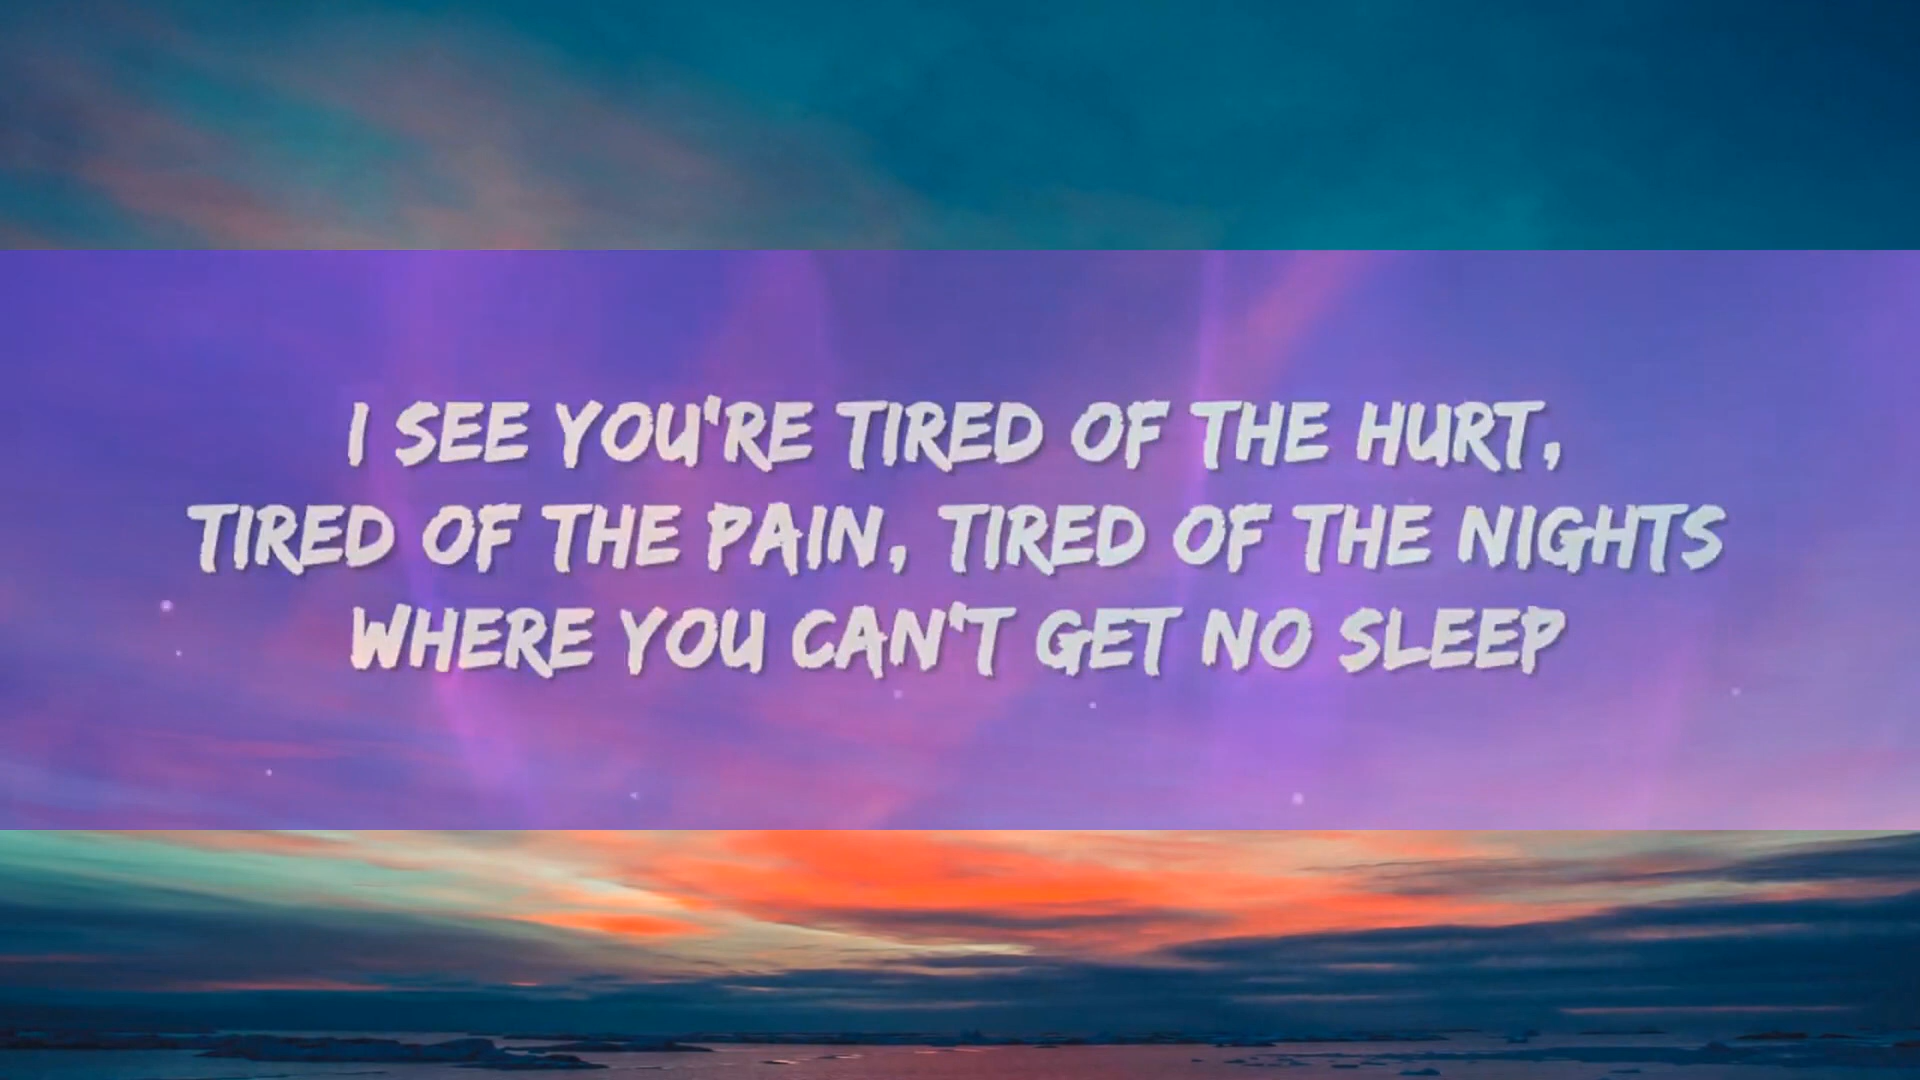 I SEE YOU'RE TIRED OF THE HURT,
TIRED OF THE PAIN, TIRED OF THE NIGHTS
WHERE YOU CAN'T GET NO SLEEP